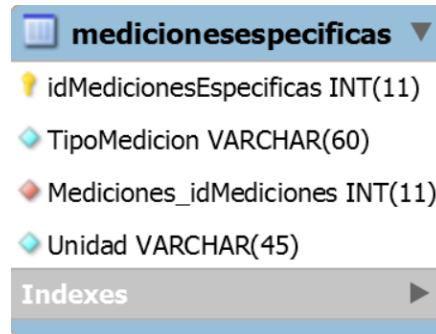 medicionesespecificas
idMedicionesEspecificas INT(11)
TipoMedicion VARCHAR(60)
Mediciones_idMediciones INT(11)
Unidad VARCHAR(45)
Indexes